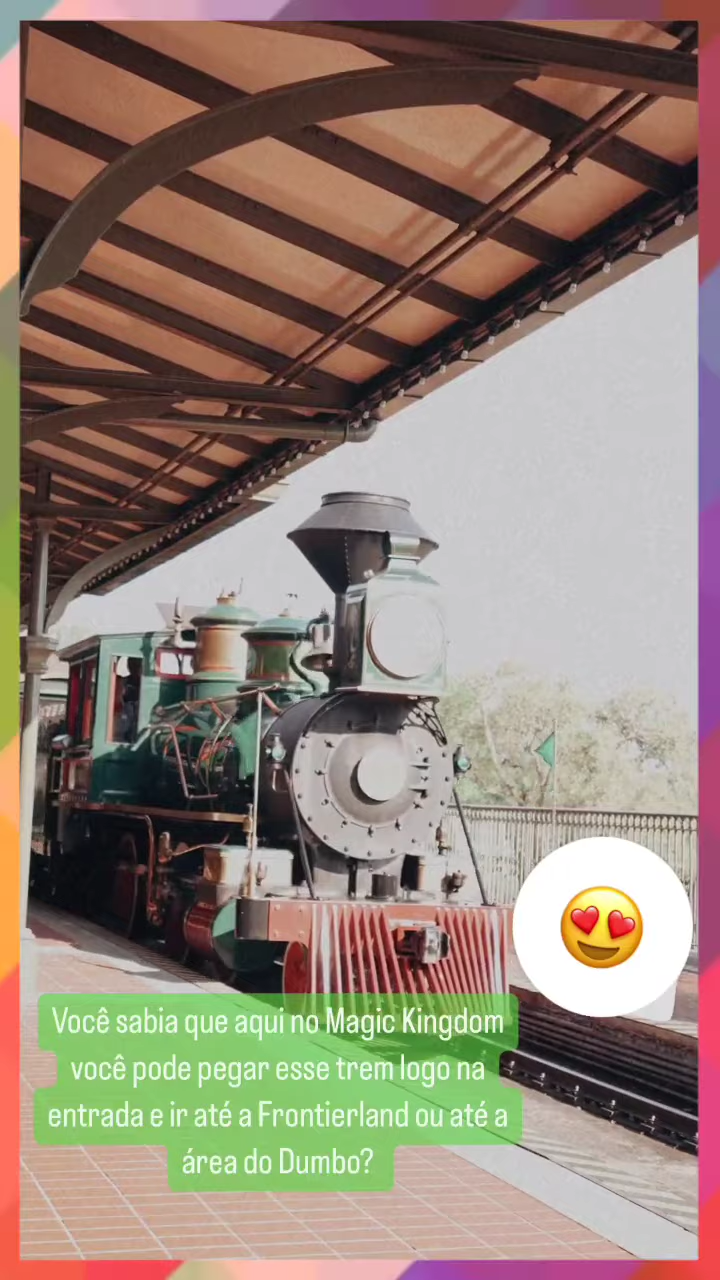 Você sabia que aqui no Magic Kingdom
você pode pegar esse trem logo na
entrada e ir até a Frontierland ou até a
área do Dumbo?